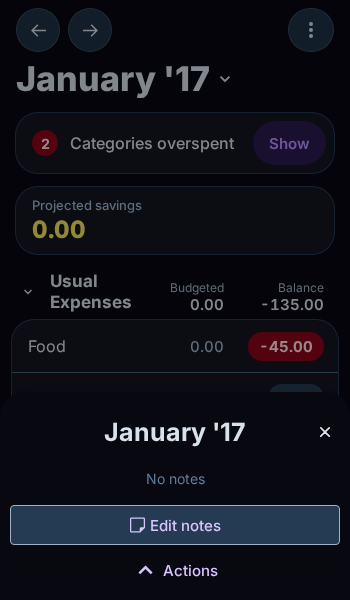 January '17
2 Categories overspent Show
Projected savings
0.00
Usual Expenses
Budgeted
0.00
Balance
-135.00
Food 0.00 -45.00
January '17
No notes
Edit notes
Actions